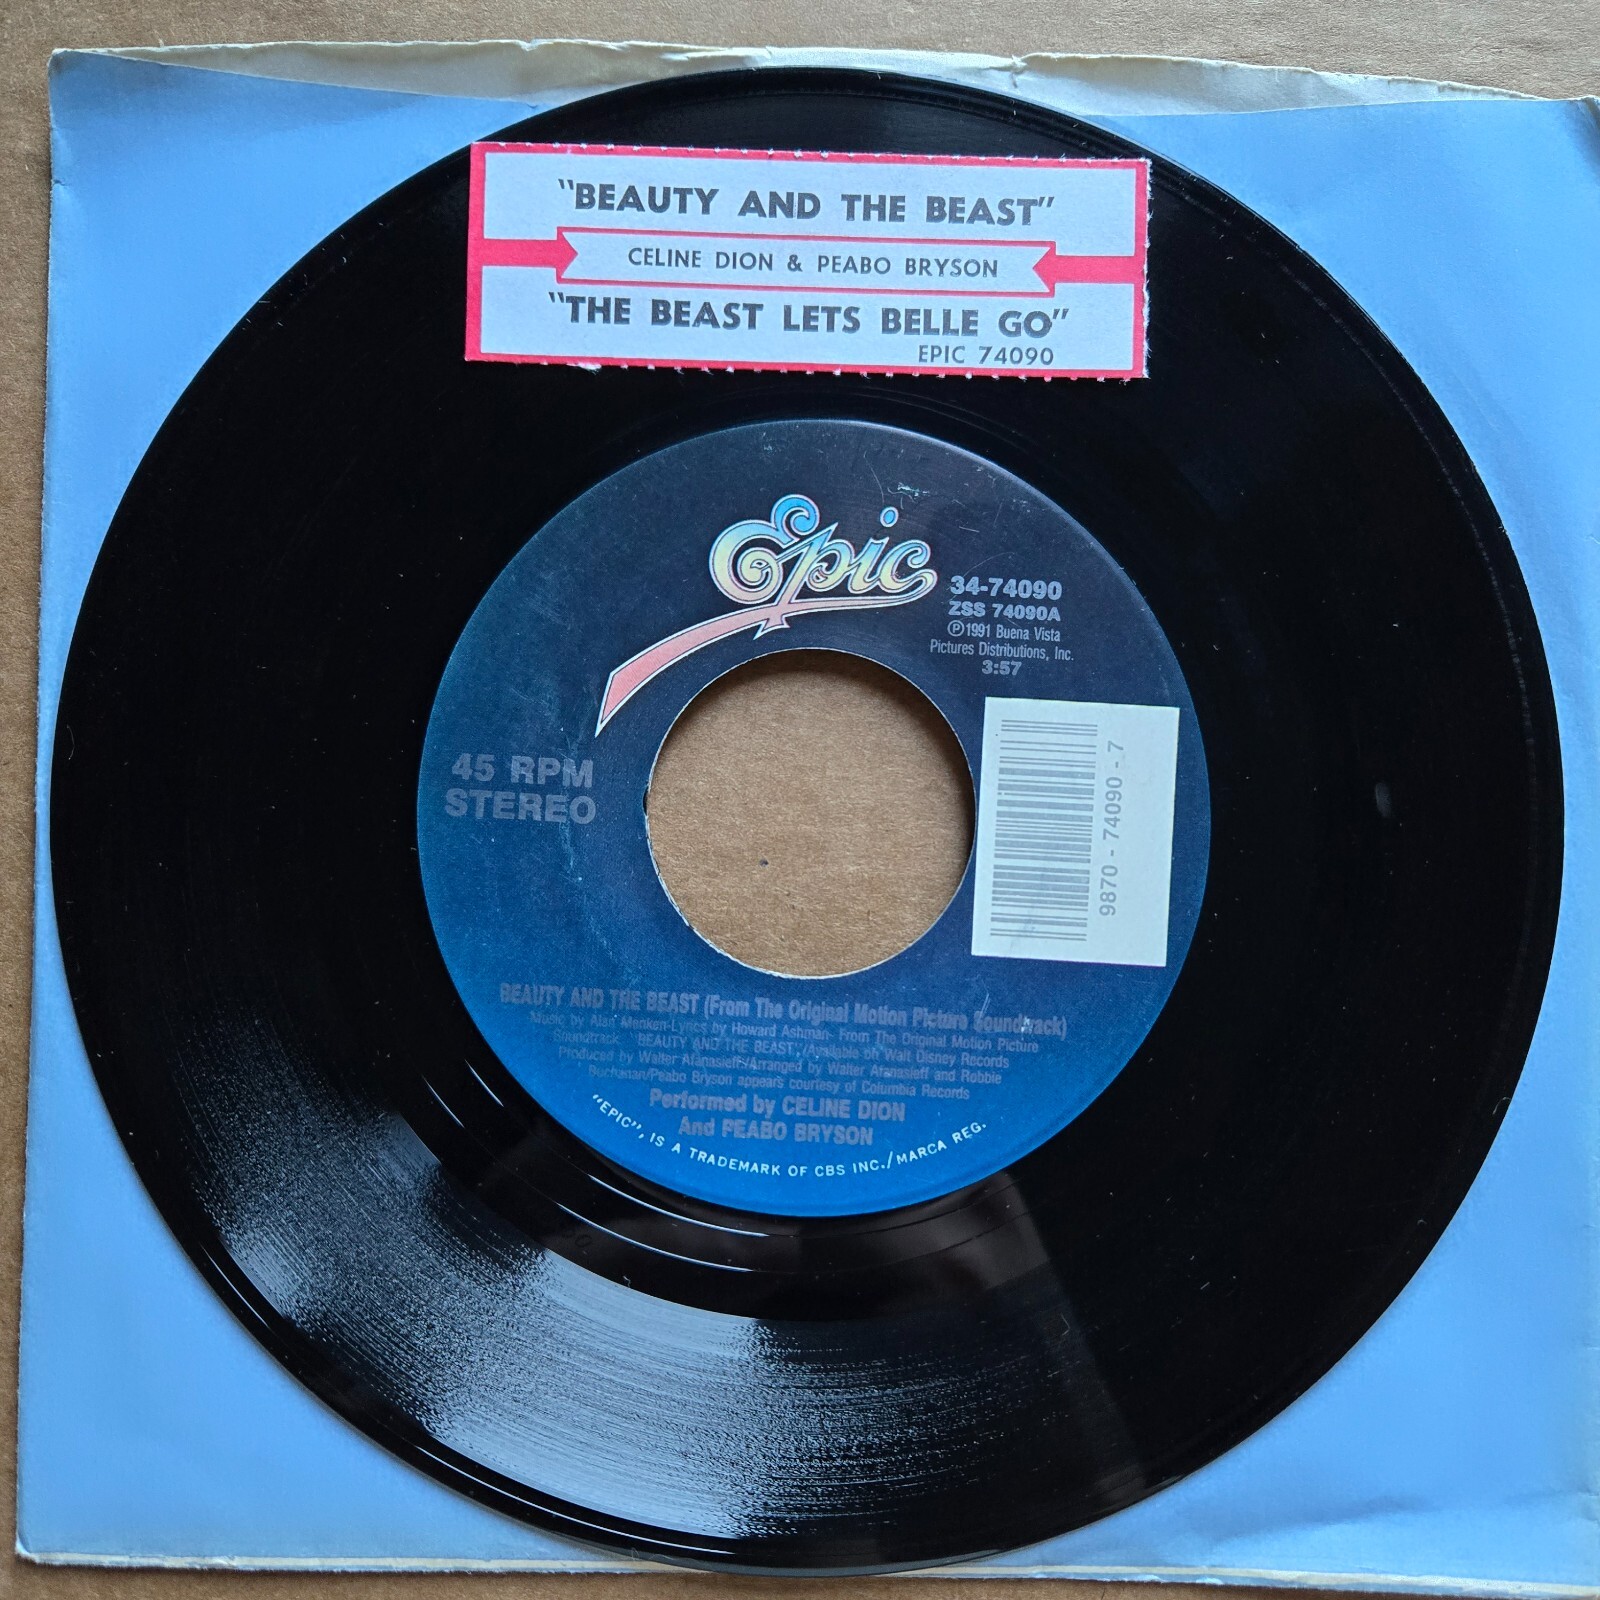 "BEAUTY AND THE BEAST"
CELINE DION & PEABO BRYSON
"THE BEAST LETS BELLE GO"
EPIC 74090
Epic
34-74090
ZSS 74090A
Ⓟ1991 Buena Vista
Pictures Distributions, Inc.
3:57
45 RPM
STEREO
9870 - 74090 - 7
BEAUTY AND THE BEAST (From The Original Motion Picture Soundtrack)
Music by Alan Menken-Lyrics by Howard Ashman- From The Original Motion Picture
Soundtrack "BEAUTY AND THE BEAST"/Available on Walt Disney Records
Produced by Walter Afanasieff/Arranged by Walter Afanasieff and Robbie
Buchanan/Peabo Bryson appears courtesy of Columbia Records
Performed by CELINE DION
And PEABO BRYSON
"EPIC", IS A TRADEMARK OF CBS INC./MARCA REG.